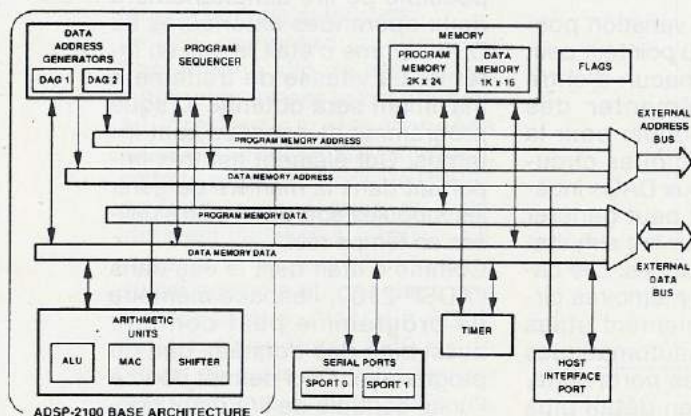 DATA
ADDRESS
GENERATORS
DAG 1
DAG 2
PROGRAM
SEQUENCER
MEMORY
PROGRAM
MEMORY
2K x 24
DATA
MEMORY
1K x 16
FLAGS
EXTERNAL
ADDRESS
BUS
PROGRAM MEMORY ADDRESS
DATA MEMORY ADDRESS
PROGRAM MEMORY DATA
DATA MEMORY DATA
EXTERNAL
DATA
BUS
ARITHMETIC
UNITS
ALU
MAC
SERIAL PORTS
SPORT 0
SPORT 1
TIMER
HOST
INTERFACE
PORT
ADSP-2100 BASE ARCHITECTURE